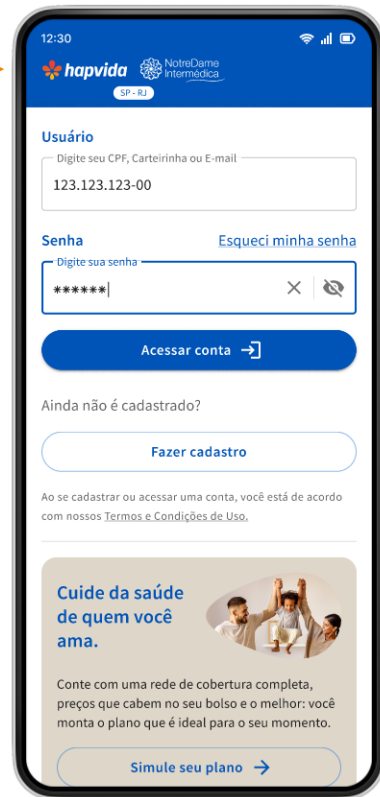 12:30
hapvida NotreDame
Intermédica
SP - RJ
Usuário
Digite seu CPF, Carteirinha ou E-mail
123.123.123-00
Senha Esqueci minha senha
Digite sua senha
******
Acessar conta
Ainda não é cadastrado?
Fazer cadastro
Ao se cadastrar ou acessar uma conta, você está de acordo
com nossos Termos e Condições de Uso.
Cuide da saúde
de quem você
ama.
Conte com uma rede de cobertura completa,
preços que cabem no seu bolso e o melhor: você
monta o plano que é ideal para o seu momento.
Simule seu plano